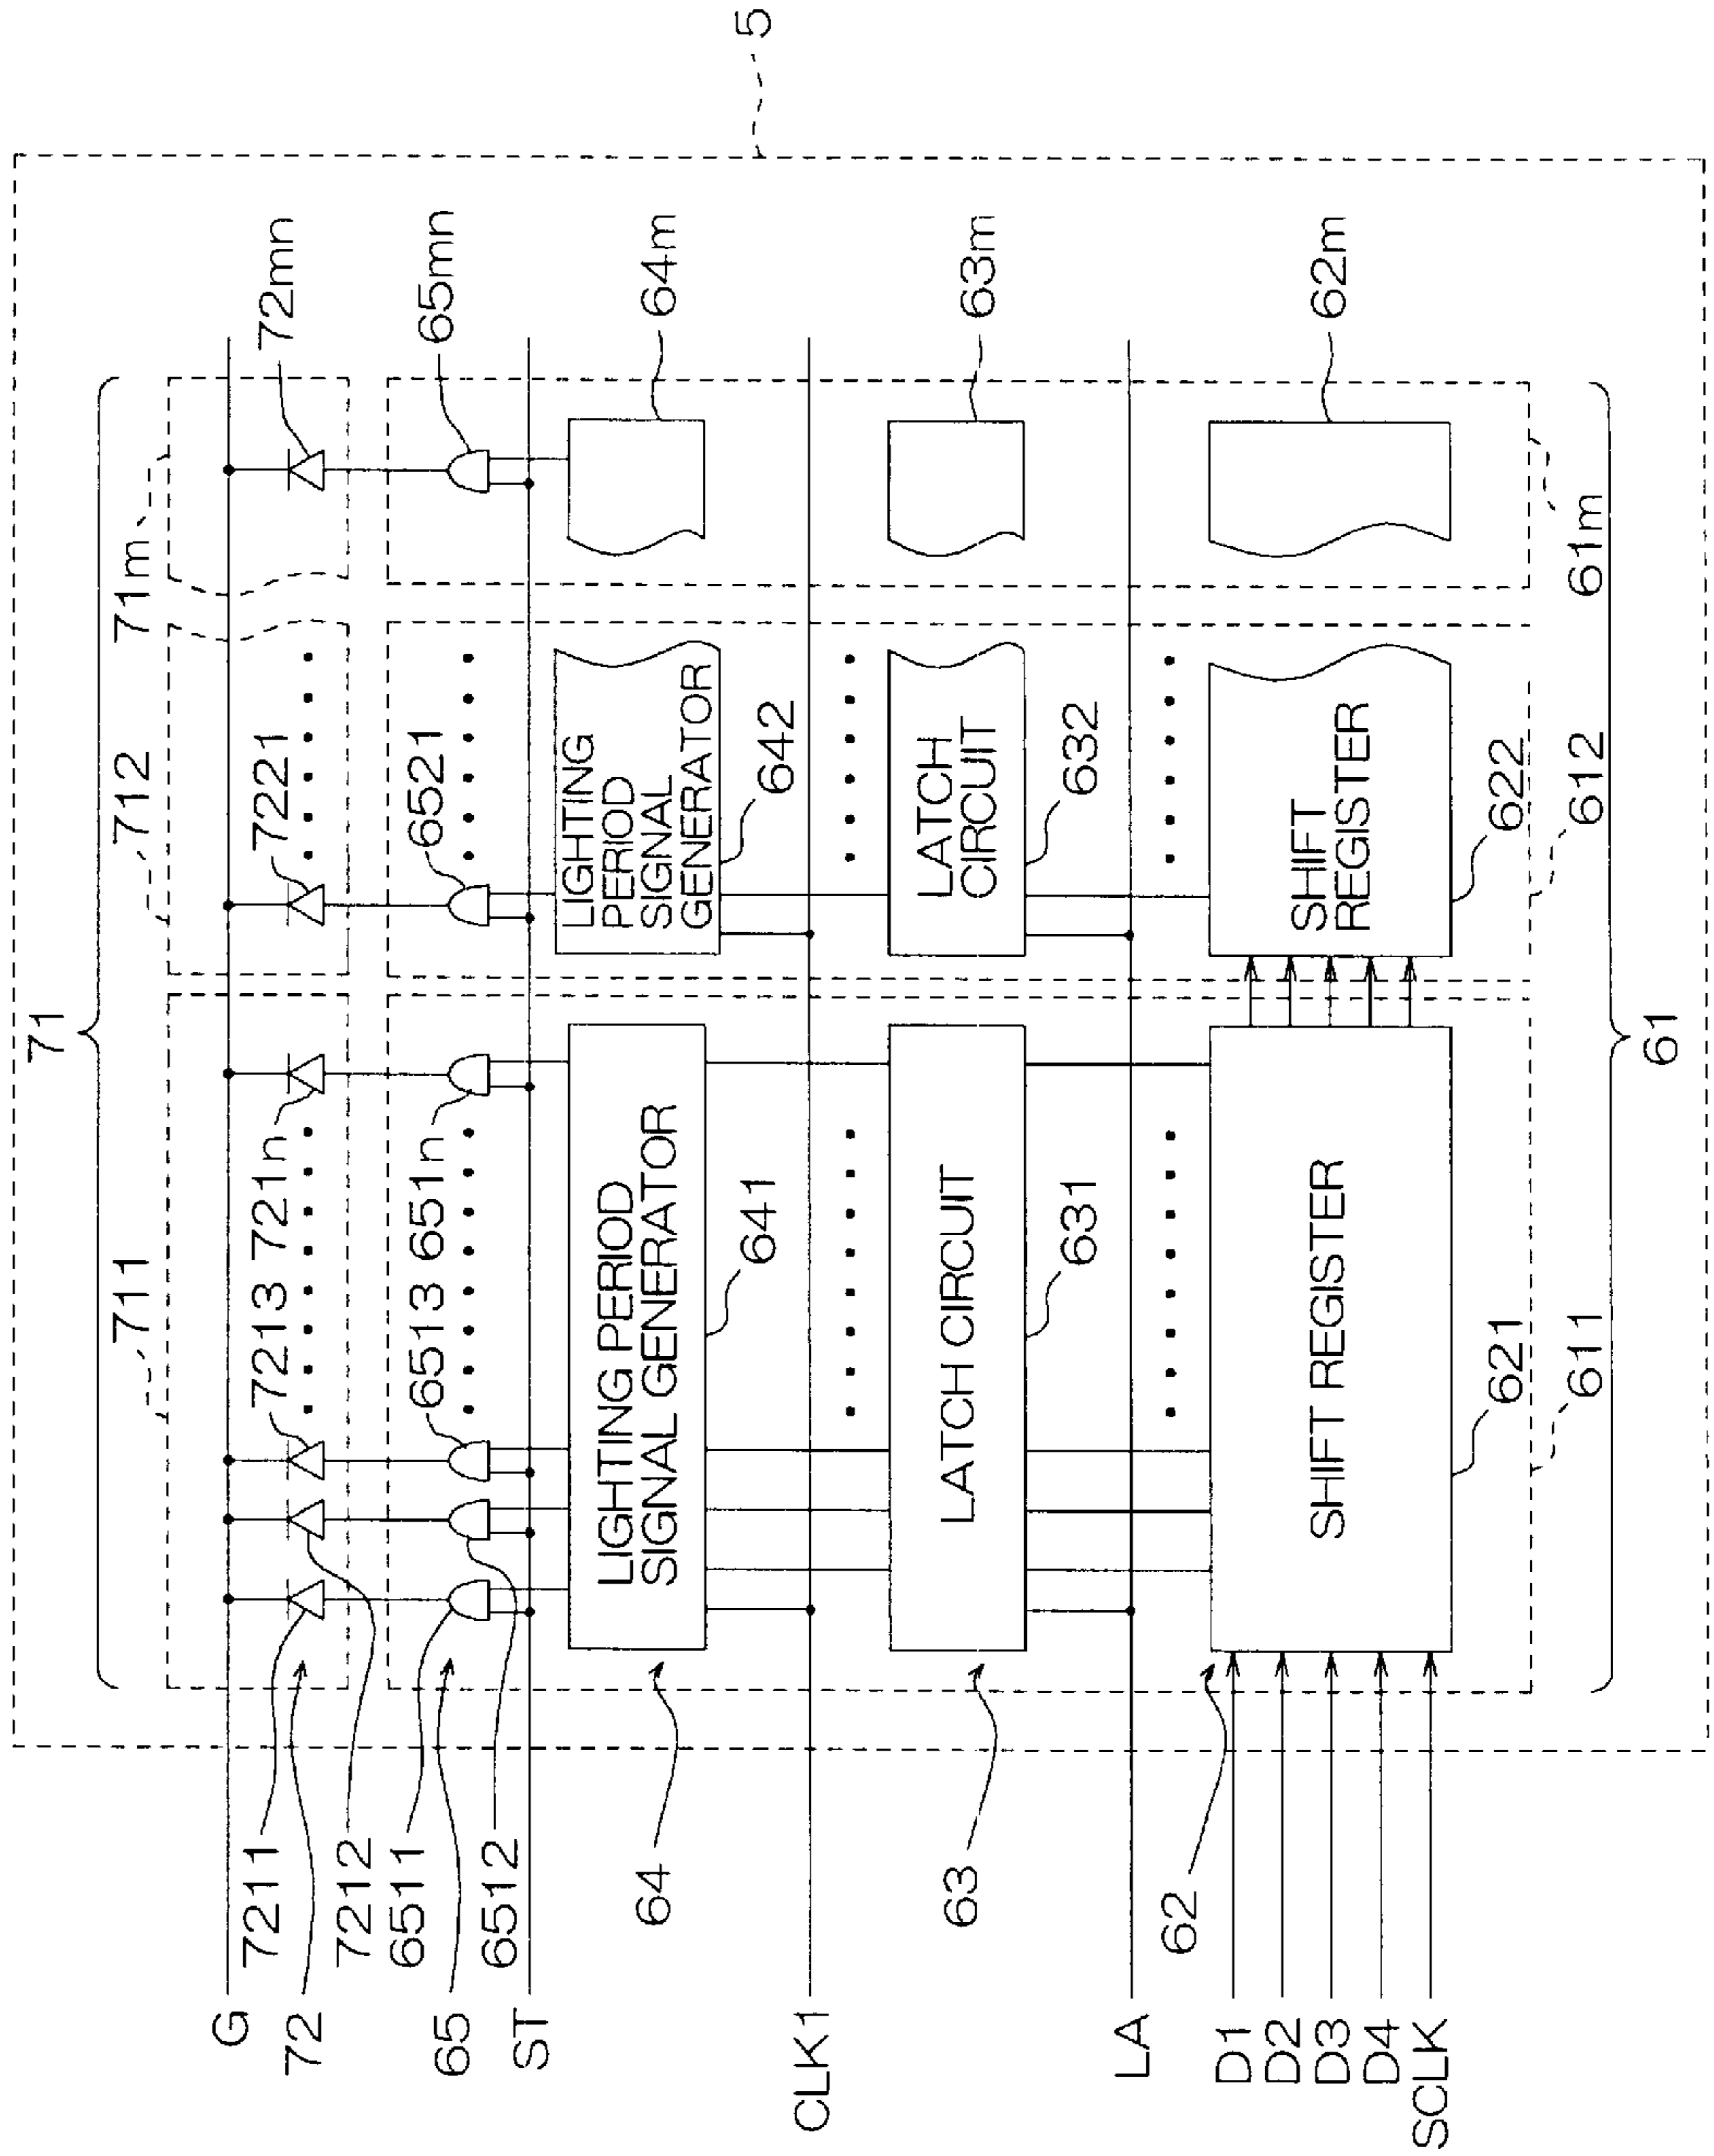 5
71
711
712
71m
G
7211
72
7212
7213
721n
7221
72mn
6511
65
6512
6513
651n
6521
65mn
ST
LIGHTING PERIOD
SIGNAL GENERATOR
641
64
LIGHTING
PERIOD
SIGNAL
GENERATOR
642
64m
CLK1
LATCH CIRCUIT
631
63
LATCH
CIRCUIT
632
63m
LA
62
SHIFT REGISTER
621
SHIFT
REGISTER
622
62m
D1
D2
D3
D4
SCLK
611
612
61m
61